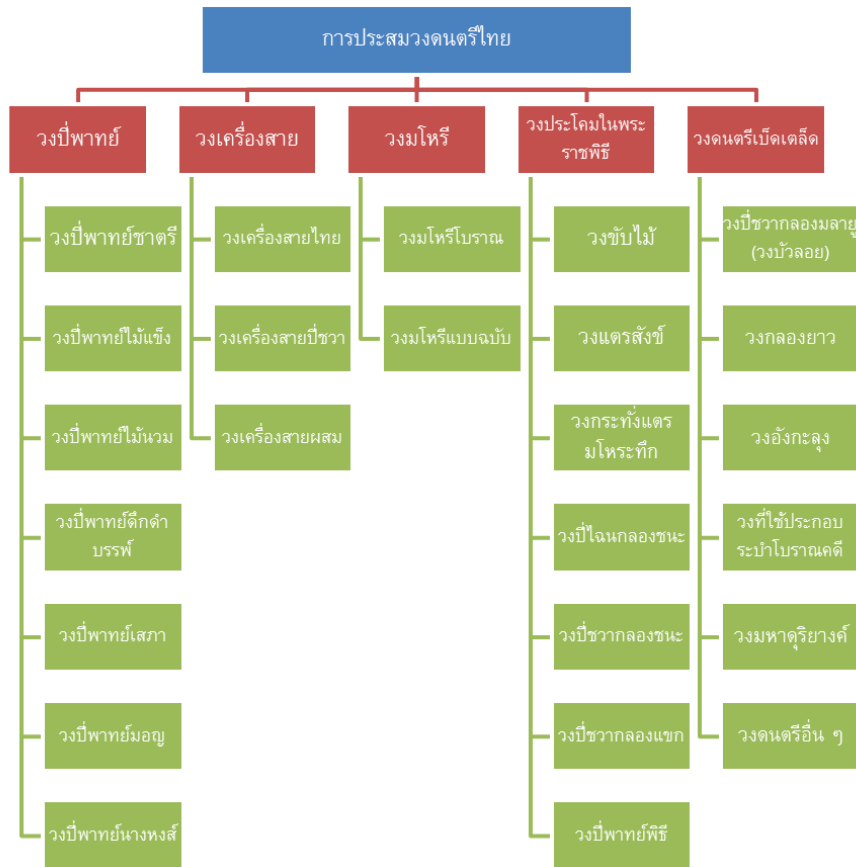 การประสมวงดนตรีไทย
วงปี่พาทย์
วงเครื่องสาย
วงมโหรี
วงประโคมในพระ
ราชพิธี
วงดนตรีเบ็ดเตล็ด
วงปี่พาทย์ชาตรี
วงปี่พาทย์ไม้แข็ง
วงปี่พาทย์ไม้นวม
วงปี่พาทย์ดึกดำ
บรรพ์
วงปี่พาทย์เสภา
วงปี่พาทย์มอญ
วงปี่พาทย์นางหงส์
วงเครื่องสายไทย
วงเครื่องสายปี่ชวา
วงเครื่องสายผสม
วงมโหรีโบราณ
วงมโหรีแบบฉบับ
วงขับไม้
วงแตรสังข์
วงกระทั่งแตร
มโหระทึก
วงปี่ไฉนกลองชนะ
วงปี่ชวากลองชนะ
วงปี่ชวากลองแขก
วงปี่พาทย์พิธี
วงปี่ชวากลองมลายู
(วงบัวลอย)
วงกลองยาว
วงอังกะลุง
วงที่ใช้ประกอบ
ระบำโบราณคดี
วงมหาดุริยางค์
วงดนตรีอื่น ๆ